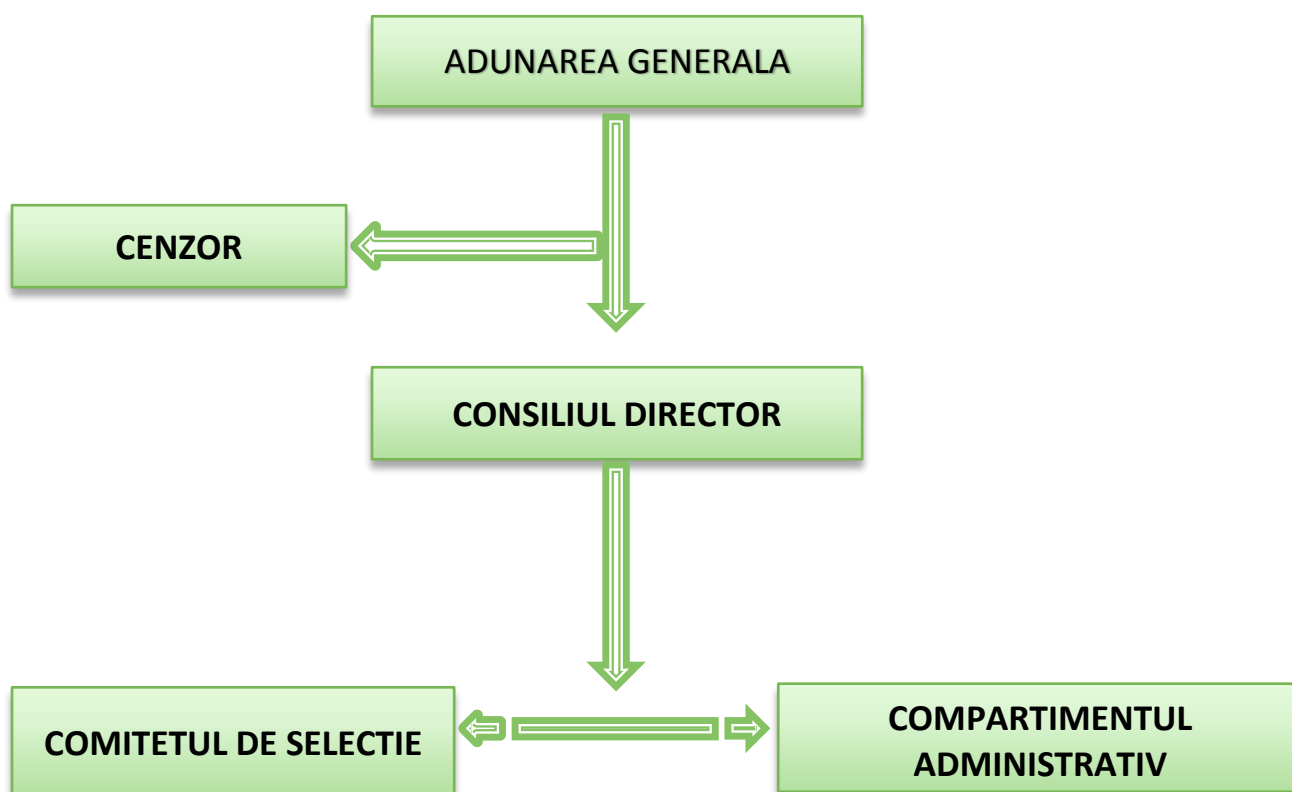 ADUNAREA GENERALA
CENZOR
CONSILIUL DIRECTOR
COMITETUL DE SELECTIE
COMPARTIMENTUL
ADMINISTRATIV